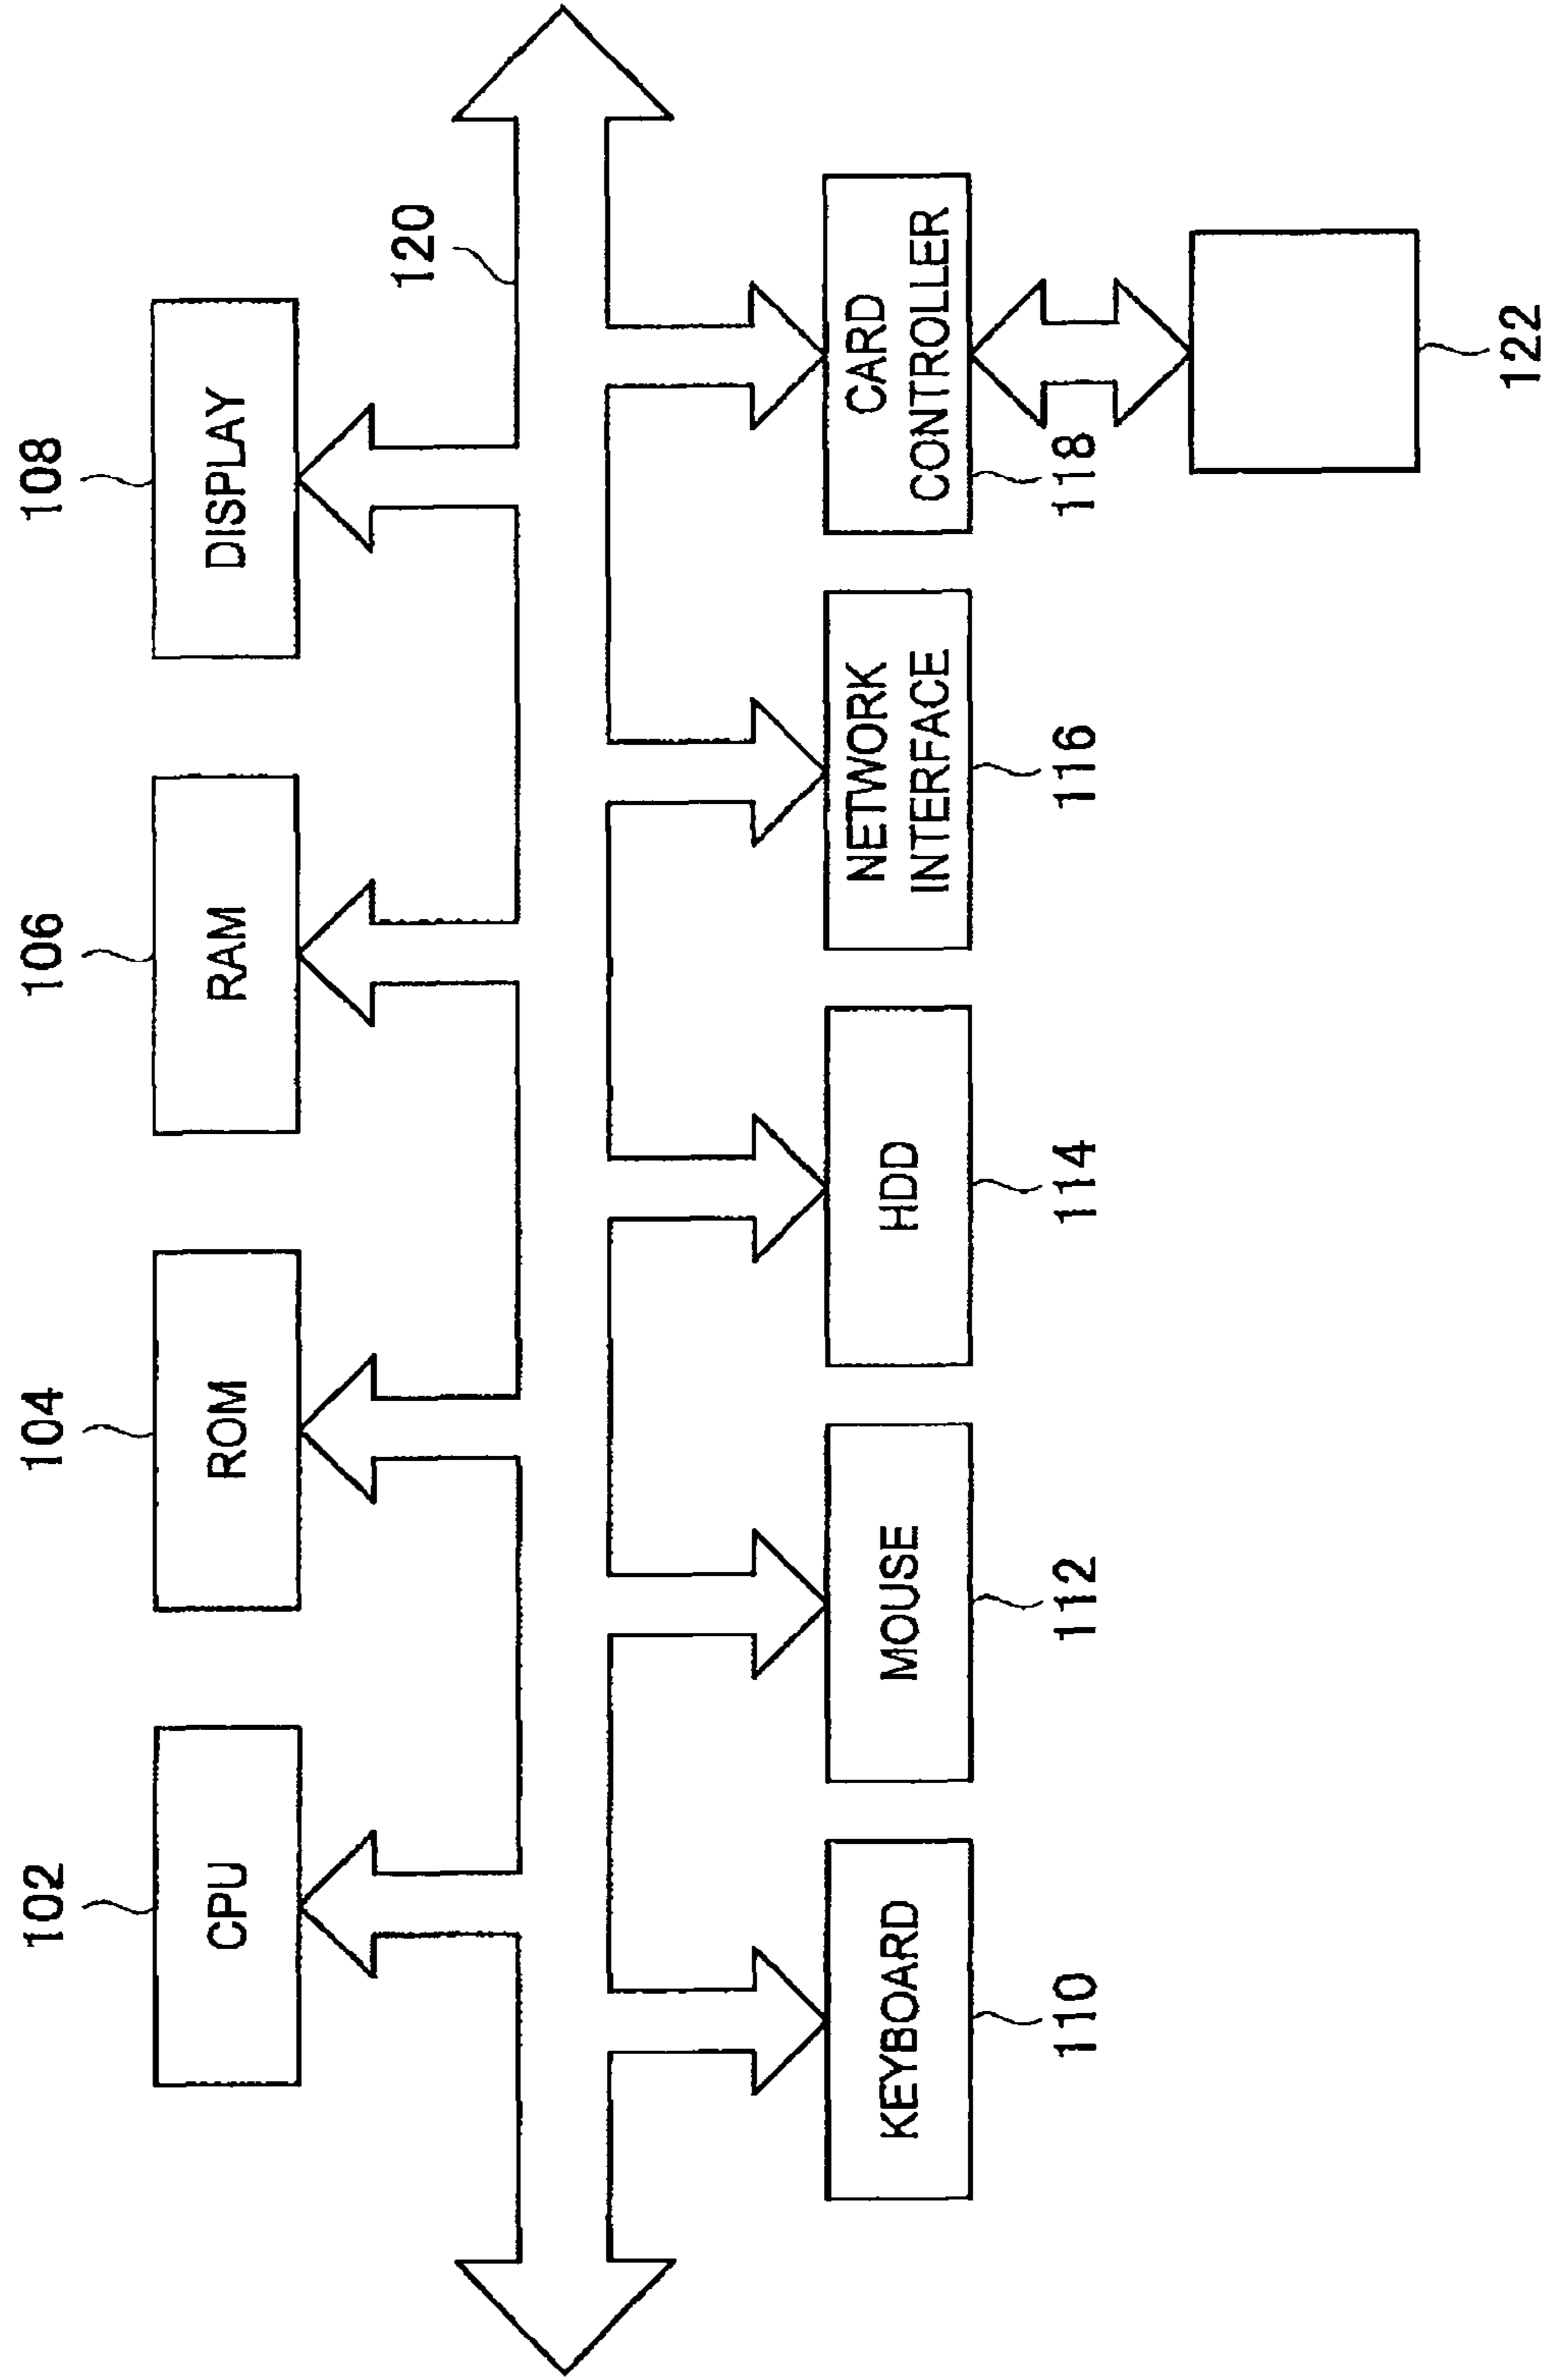 102
104
106
108
CPU
ROM
RAM
DISPLAY
120
KEYBOARD
MOUSE
HDD
NETWORK
INTERFACE
CARD
CONTROLLER
110
112
114
116
118
122